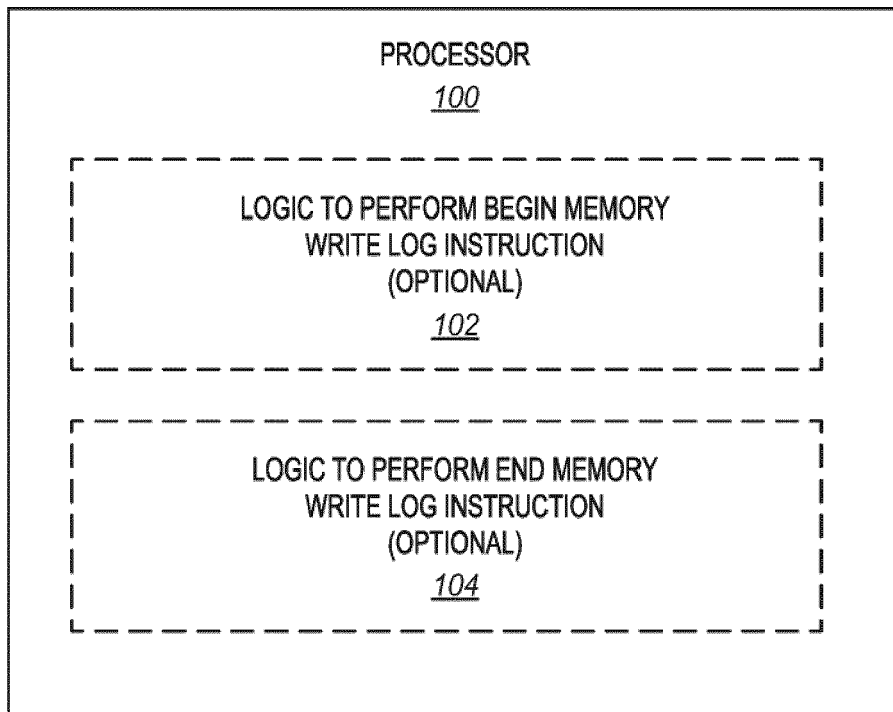 PROCESSOR
100
LOGIC TO PERFORM BEGIN MEMORY
WRITE LOG INSTRUCTION
(OPTIONAL)
102
LOGIC TO PERFORM END MEMORY
WRITE LOG INSTRUCTION
(OPTIONAL)
104